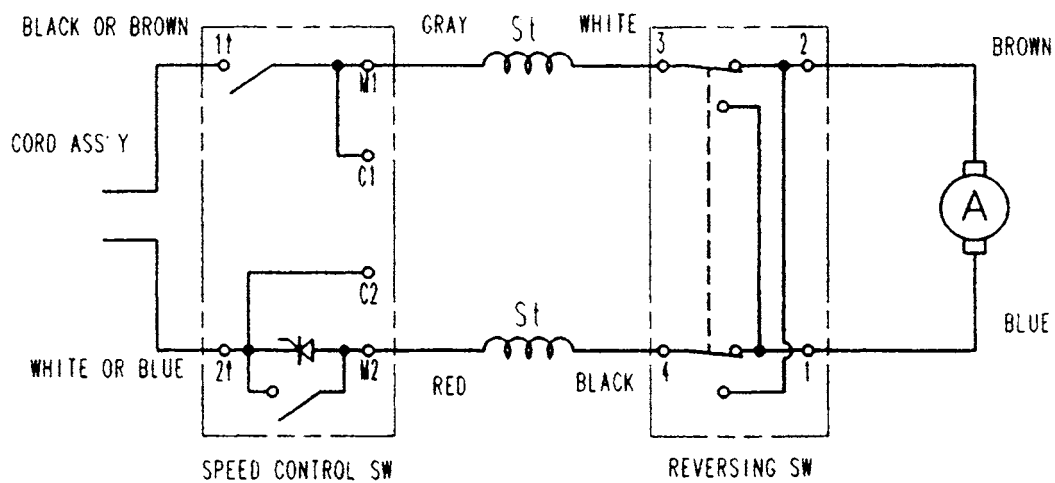 BLACK OR BROWN
GRAY
St
WHITE
BROWN
1↑
M1
3
2
CORD ASS'Y
C1
A
C2
St
BLUE
WHITE OR BLUE
2↑
M2
RED
BLACK
4
1
SPEED CONTROL SW
REVERSING SW